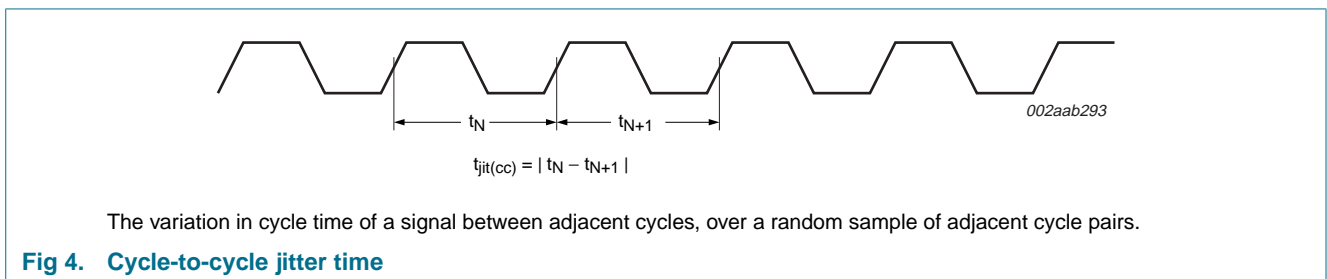 002aab293
tN
tN+1
tjit(cc) = | tN − tN+1 |
The variation in cycle time of a signal between adjacent cycles, over a random sample of adjacent cycle pairs.
Fig 4. Cycle-to-cycle jitter time